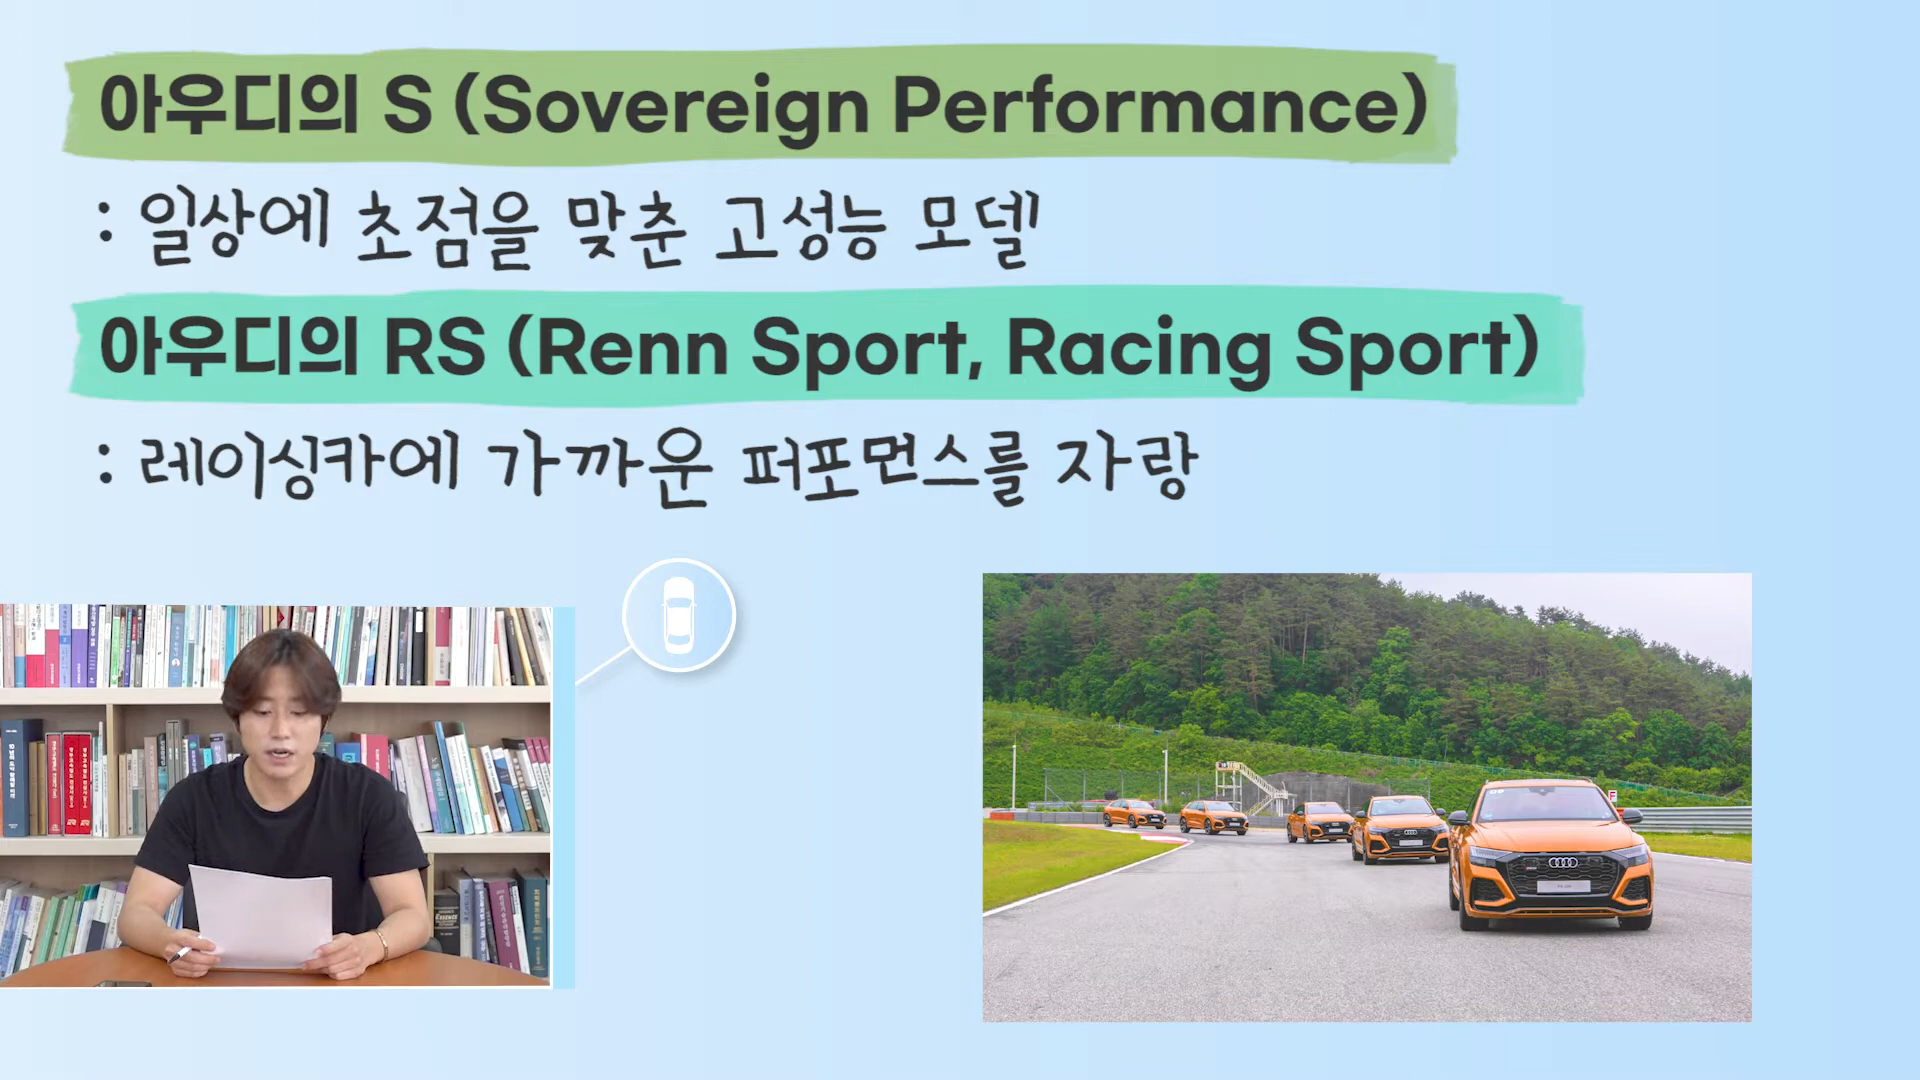 아우디의 S (Sovereign Performance)
: 일상에 초점을 맞춘 고성능 모델
아우디의 RS (Renn Sport, Racing Sport)
: 레이싱카에 가까운 퍼포먼스를 자랑